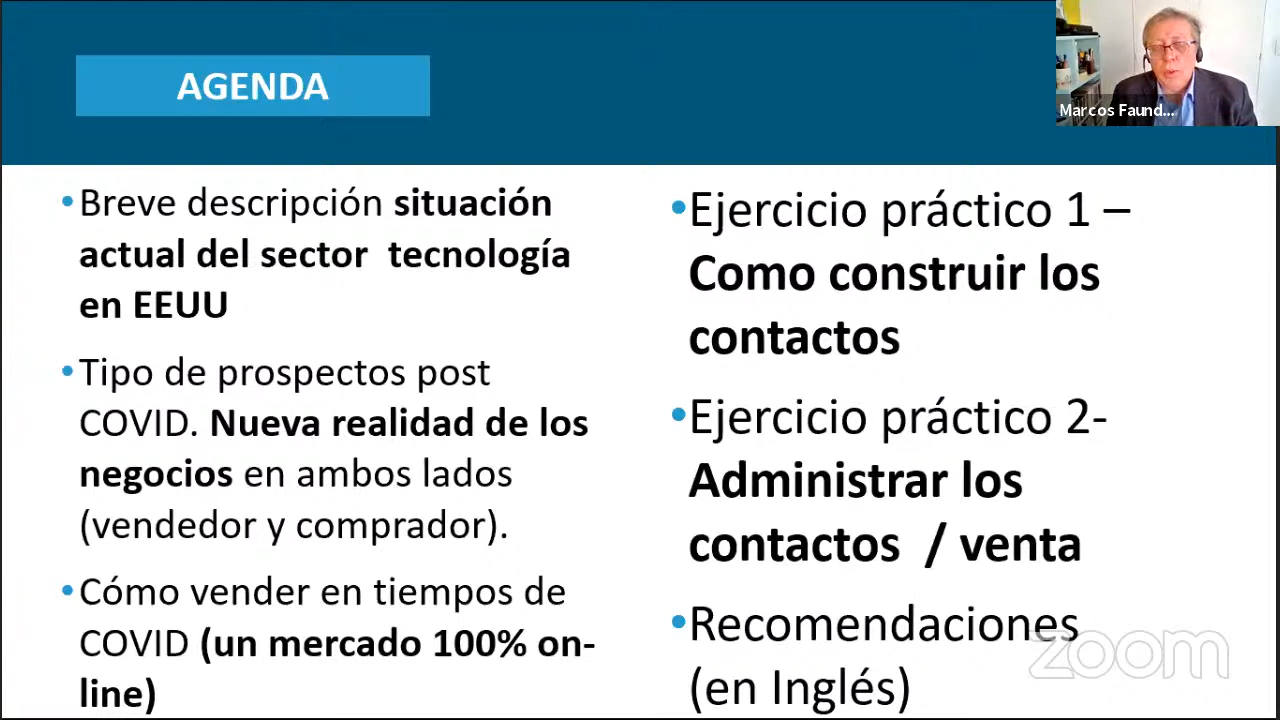 AGENDA
Marcos Faund...
•Breve descripción situación
actual del sector tecnología
en EEUU
•Tipo de prospectos post
COVID. Nueva realidad de los
negocios en ambos lados
(vendedor y comprador).
•Cómo vender en tiempos de
COVID (un mercado 100% on-
line)
•Ejercicio práctico 1 –
Como construir los
contactos
•Ejercicio práctico 2-
Administrar los
contactos / venta
•Recomendaciones
(en Inglés)
zoom